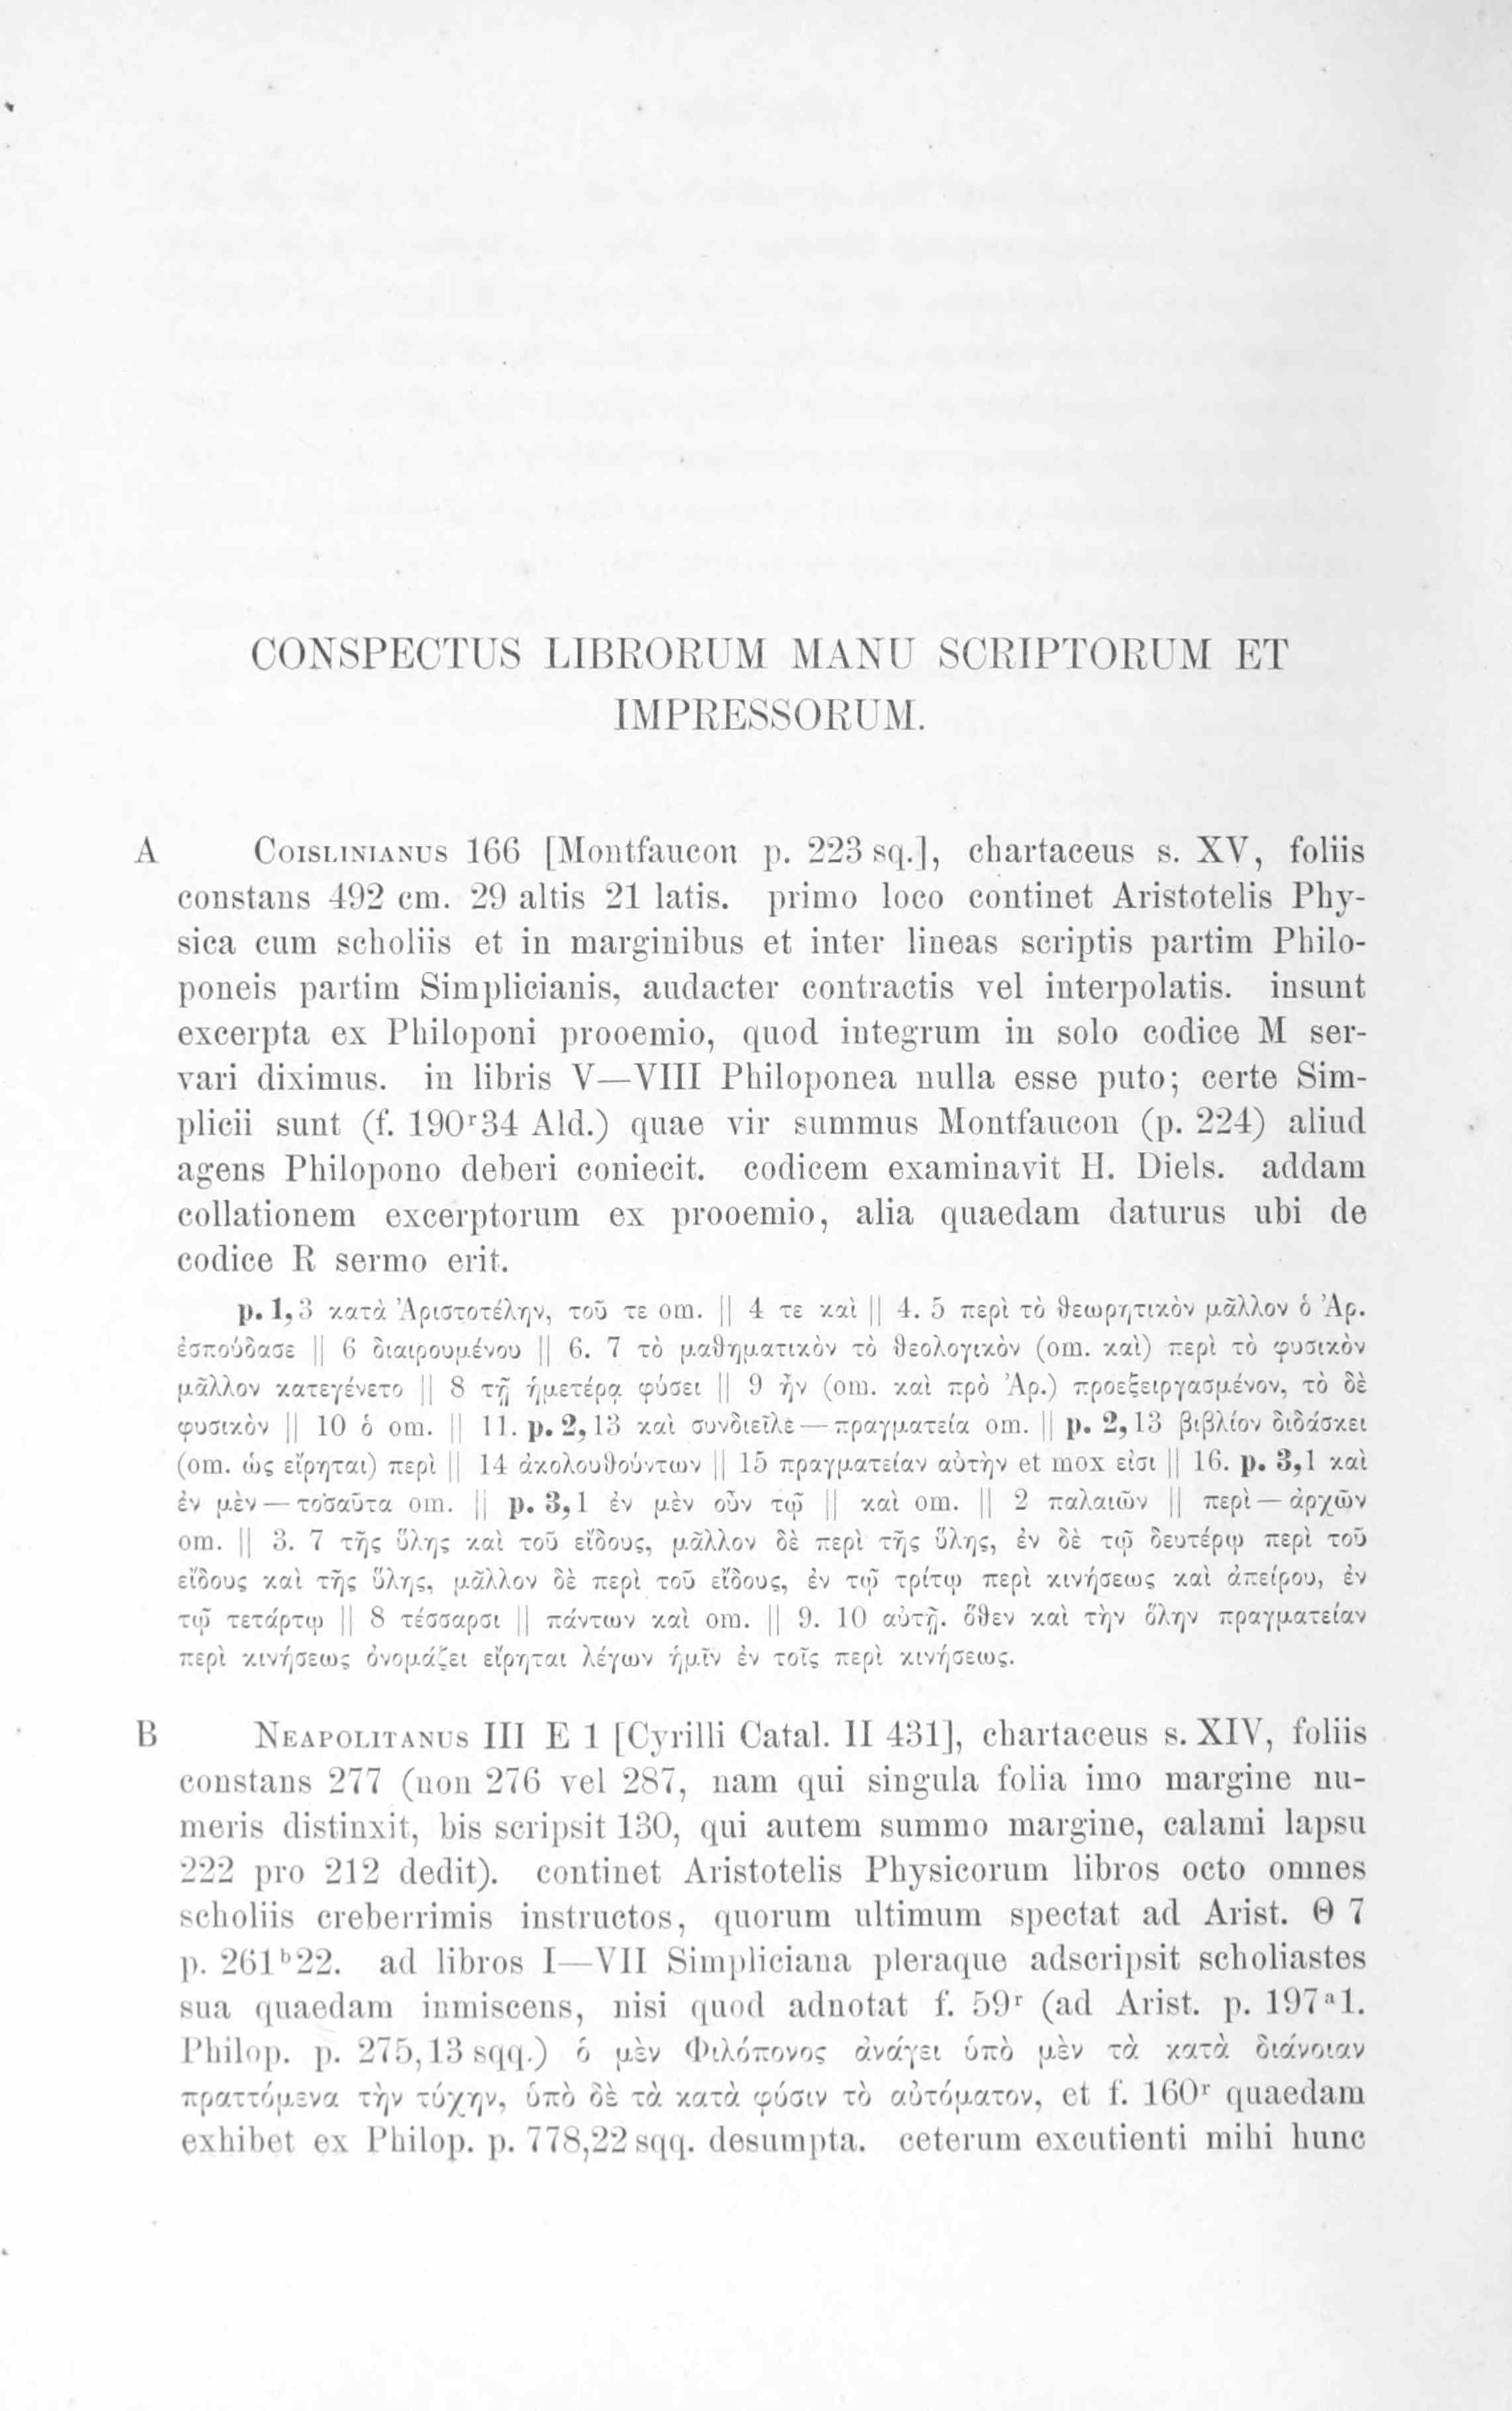 CONSPECTUS LIBRORUM MANU SCRIPTORUM ET
IMPRESSORUM.
A COISLINIANUS 166 [Montfaucon p. 223 sq.], chartaceus s. XV, foliis
constans 492 cm. 29 altis 21 latis. primo loco continet Aristotelis Phy-
sica cum scholiis et in marginibus et inter lineas scriptis partim Philo-
poneis partim Simplicianis, audacter contractis vel interpolatis. insunt
excerpta ex Philoponi prooemio, quod integrum in solo codice M ser-
vari diximus. in libris V—VIII Philoponea nulla esse puto; certe Sim-
plicii sunt (f. 190ʳ34 Ald.) quae vir summus Montfaucon (p. 224) aliud
agens Philopono deberi coniecit. codicem examinavit H. Diels. addam
collationem excerptorum ex prooemio, alia quaedam daturus ubi de
codice R sermo erit.
p. 1,3 κατὰ Ἀριστοτέλην, τοῦ τε om. || 4 τε καὶ || 4. 5 περὶ τὸ θεωρητικὸν μᾶλλον ὁ Ἀρ.
ἐσπούδασε || 6 διαιρουμένου || 6. 7 τὸ μαθηματικὸν τὸ θεολογικὸν (om. καὶ) περὶ τὸ φυσικὸν
μᾶλλον κατεγένετο || 8 τῇ ἡμετέρᾳ φύσει || 9 ἦν (om. καὶ πρὸ Ἀρ.) προεξειργασμένον, τὸ δὲ
φυσικὸν || 10 ὁ om. || 11. p. 2,13 καὶ συνδιεῖλε — πραγματεία om. || p. 2,13 βιβλίον διδάσκει
(om. ὡς εἴρηται) περὶ || 14 ἀκολουθούντων || 15 πραγματείαν αὐτὴν et mox εἰσι || 16. p. 3,1 καὶ
ἐν μὲν — τοσαῦτα om. || p. 3,1 ἐν μὲν οὖν τῷ || καὶ om. || 2 παλαιῶν || περὶ — ἀρχῶν
om. || 3. 7 τῆς ὕλης καὶ τοῦ εἴδους, μᾶλλον δὲ περὶ τῆς ὕλης, ἐν δὲ τῷ δευτέρῳ περὶ τοῦ
εἴδους καὶ τῆς ὕλης, μᾶλλον δὲ περὶ τοῦ εἴδους, ἐν τῷ τρίτῳ περὶ κινήσεως καὶ ἀπείρου, ἐν
τῷ τετάρτῳ || 8 τέσσαρσι || πάντων καὶ om. || 9. 10 αὐτῇ. ὅθεν καὶ τὴν ὅλην πραγματείαν
περὶ κινήσεως ὀνομάζει εἴρηται λέγων ἡμῖν ἐν τοῖς περὶ κινήσεως.
B NEAPOLITANUS III E 1 [Cyrilli Catal. II 431], chartaceus s. XIV, foliis
constans 277 (non 276 vel 287, nam qui singula folia imo margine nu-
meris distinxit, bis scripsit 130, qui autem summo margine, calami lapsu
222 pro 212 dedit). continet Aristotelis Physicorum libros octo omnes
scholiis creberrimis instructos, quorum ultimum spectat ad Arist. Θ 7
p. 261ᵇ22. ad libros I—VII Simpliciana pleraque adscripsit scholiastes
sua quaedam inmiscens, nisi quod adnotat f. 59ʳ (ad Arist. p. 197ᵃ1.
Philop. p. 275,13 sqq.) ὁ μὲν Φιλόπονος ἀνάγει ὑπὸ μὲν τὰ κατὰ διάνοιαν
πραττόμενα τὴν τύχην, ὑπὸ δὲ τὰ κατὰ φύσιν τὸ αὐτόματον, et f. 160ʳ quaedam
exhibet ex Philop. p. 778,22 sqq. desumpta. ceterum excutienti mihi hunc